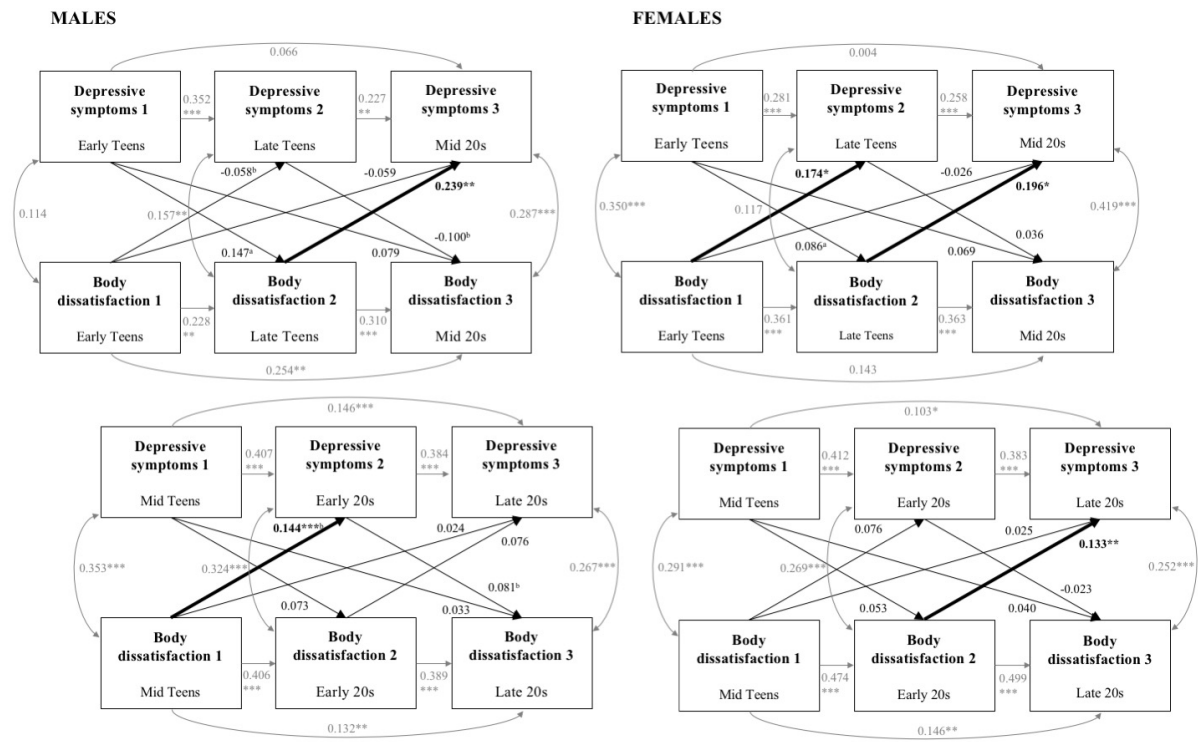 MALES
0.066
Depressive
symptoms 1
Early Teens
0.352
***
Depressive
symptoms 2
Late Teens
0.227
**
Depressive
symptoms 3
Mid 20s
-0.058ᵇ
-0.059
0.239**
0.114
0.157**
0.287***
-0.100ᵇ
0.147ᵃ
0.079
Body
dissatisfaction 1
Early Teens
0.228
**
Body
dissatisfaction 2
Late Teens
0.310
***
Body
dissatisfaction 3
Mid 20s
0.254**
FEMALES
0.004
Depressive
symptoms 1
Early Teens
0.281
***
Depressive
symptoms 2
Late Teens
0.258
***
Depressive
symptoms 3
Mid 20s
0.174*
-0.026
0.196*
0.350***
0.117
0.419***
0.036
0.086ᵃ
0.069
Body
dissatisfaction 1
Early Teens
0.361
***
Body
dissatisfaction 2
Late Teens
0.363
***
Body
dissatisfaction 3
Mid 20s
0.143
0.146***
Depressive
symptoms 1
Mid Teens
0.407
***
Depressive
symptoms 2
Early 20s
0.384
***
Depressive
symptoms 3
Late 20s
0.144***ᵇ
0.024
0.076
0.353***
0.324***
0.267***
0.081ᵇ
0.073
0.033
Body
dissatisfaction 1
Mid Teens
0.406
***
Body
dissatisfaction 2
Early 20s
0.389
***
Body
dissatisfaction 3
Late 20s
0.132**
0.103*
Depressive
symptoms 1
Mid Teens
0.412
***
Depressive
symptoms 2
Early 20s
0.383
***
Depressive
symptoms 3
Late 20s
0.076
0.025
0.133**
0.291***
0.269***
0.252***
-0.023
0.053
0.040
Body
dissatisfaction 1
Mid Teens
0.474
***
Body
dissatisfaction 2
Early 20s
0.499
***
Body
dissatisfaction 3
Late 20s
0.146**